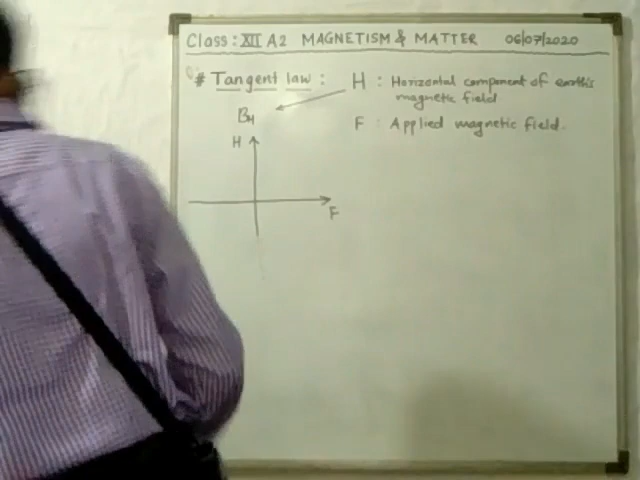 Class : XII A2 MAGNETISM & MATTER 06/07/2020
# Tangent law : H : Horizontal component of earth's
magnetic field
BH
F : Applied magnetic field.
H
F